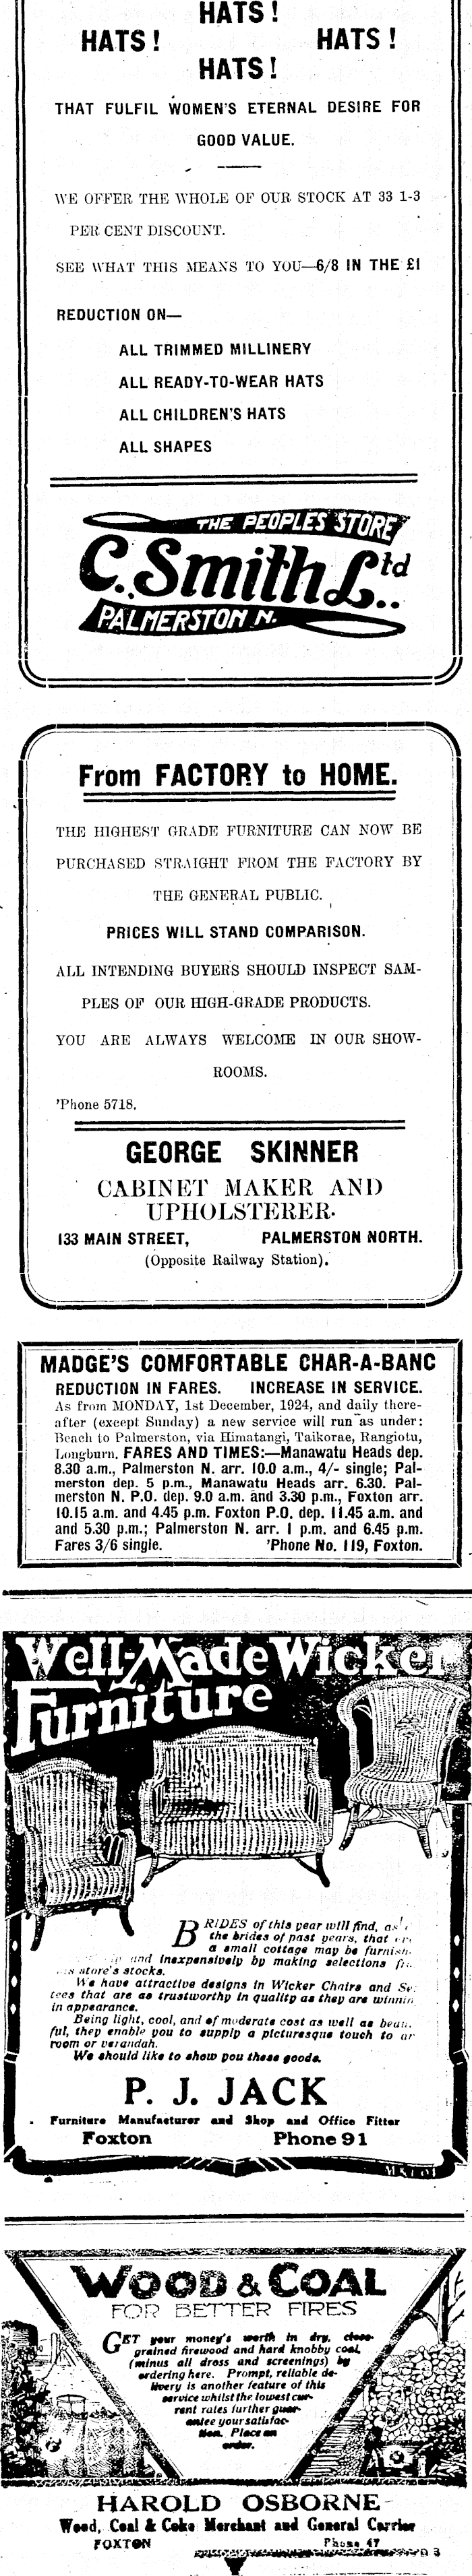 HATS!
HATS! HATS!
HATS!
THAT FULFIL WOMEN'S ETERNAL DESIRE FOR
GOOD VALUE.
WE OFFER THE WHOLE OF OUR STOCK AT 33 1-3
PER CENT DISCOUNT.
SEE WHAT THIS MEANS TO YOU—6/8 IN THE £1
REDUCTION ON—
ALL TRIMMED MILLINERY
ALL READY-TO-WEAR HATS
ALL CHILDREN'S HATS
ALL SHAPES
THE PEOPLES STORE
C. Smith Ltd
PALMERSTON N.
From FACTORY to HOME.
THE HIGHEST GRADE FURNITURE CAN NOW BE
PURCHASED STRAIGHT FROM THE FACTORY BY
THE GENERAL PUBLIC.
PRICES WILL STAND COMPARISON.
ALL INTENDING BUYERS SHOULD INSPECT SAM-
PLES OF OUR HIGH-GRADE PRODUCTS.
YOU ARE ALWAYS WELCOME IN OUR SHOW-
ROOMS.
'Phone 5718.
GEORGE SKINNER
CABINET MAKER AND
UPHOLSTERER.
133 MAIN STREET, PALMERSTON NORTH.
(Opposite Railway Station).
MADGE'S COMFORTABLE CHAR-A-BANC
REDUCTION IN FARES. INCREASE IN SERVICE.
As from MONDAY, 1st December, 1924, and daily there-
after (except Sunday) a new service will run as under:
Beach to Palmerston, via Himatangi, Taikorae, Rangiotu,
Longburn. FARES AND TIMES:—Manawatu Heads dep.
8.30 a.m., Palmerston N. arr. 10.0 a.m., 4/- single; Pal-
merston dep. 5 p.m., Manawatu Heads arr. 6.30. Pal-
merston N. P.O. dep. 9.0 a.m. and 3.30 p.m., Foxton arr.
10.15 a.m. and 4.45 p.m. Foxton P.O. dep. 11.45 a.m. and
and 5.30 p.m.; Palmerston N. arr. 1 p.m. and 6.45 p.m.
Fares 3/6 single. 'Phone No. 119, Foxton.
Well-Made Wicker
Furniture
BRIDES of this year will find, as
the brides of past years, that
a small cottage may be furnish-
and inexpensively by making selections
store's stocks.
We have attractive designs in Wicker Chairs and Se-
tees that are as trustworthy in quality as they are winnin
in appearance.
Being light, cool, and of moderate cost as well as beau-
ful, they enable you to supply a picturesque touch to
room or verandah.
We should like to show you these goods.
P. J. JACK
Furniture Manufacturer and Shop and Office Fitter
Foxton Phone 91
WOOD & COAL
FOR BETTER FIRES
GET your money's worth in dry, close-
grained firewood and hard knobby coal,
(minus all dross and screenings) by
ordering here. Prompt, reliable de-
livery is another feature of this
service whilst the lowest cur-
rent rates further guar-
antee your satisfac-
tion. Place an
order.
HAROLD OSBORNE
Wood, Coal & Coke Merchant and General Carrier
FOXTON Phone 47